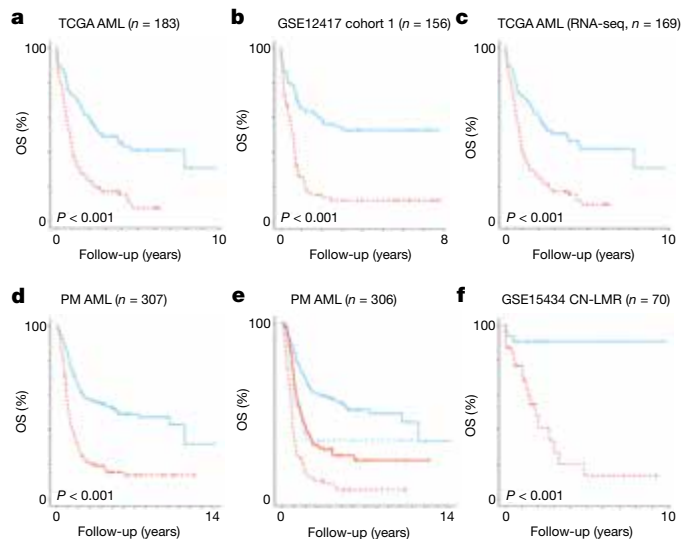 a TCGA AML (n = 183)
100
OS (%)
0
P < 0.001
0 10
Follow-up (years)
b GSE12417 cohort 1 (n = 156)
100
OS (%)
0
P < 0.001
0 8
Follow-up (years)
c TCGA AML (RNA-seq, n = 169)
100
OS (%)
0
P < 0.001
0 10
Follow-up (years)
d PM AML (n = 307)
100
OS (%)
0
P < 0.001
0 14
Follow-up (years)
e PM AML (n = 306)
100
OS (%)
0
0 14
Follow-up (years)
f GSE15434 CN-LMR (n = 70)
100
OS (%)
0
P < 0.001
0 10
Follow-up (years)